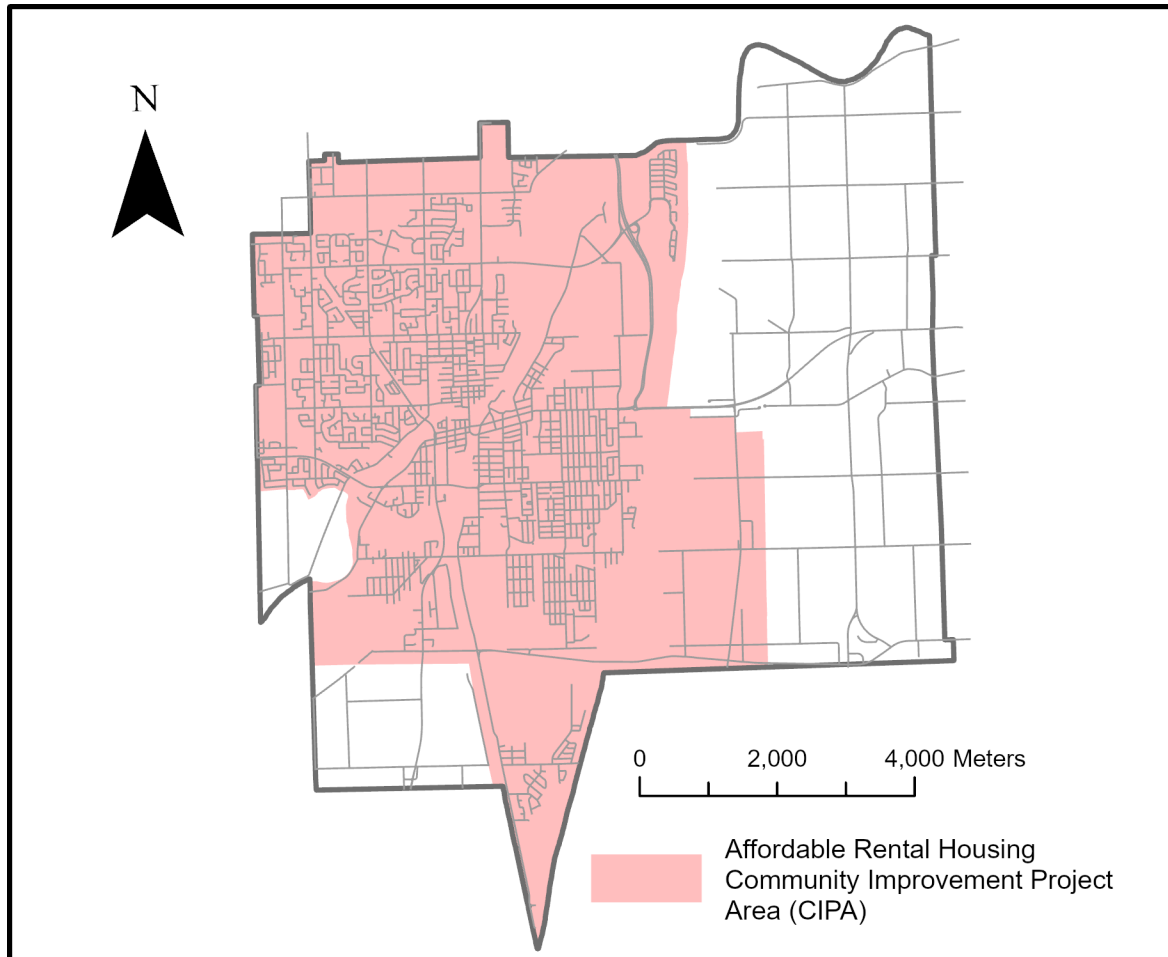 N
0 2,000 4,000 Meters
Affordable Rental Housing
Community Improvement Project
Area (CIPA)